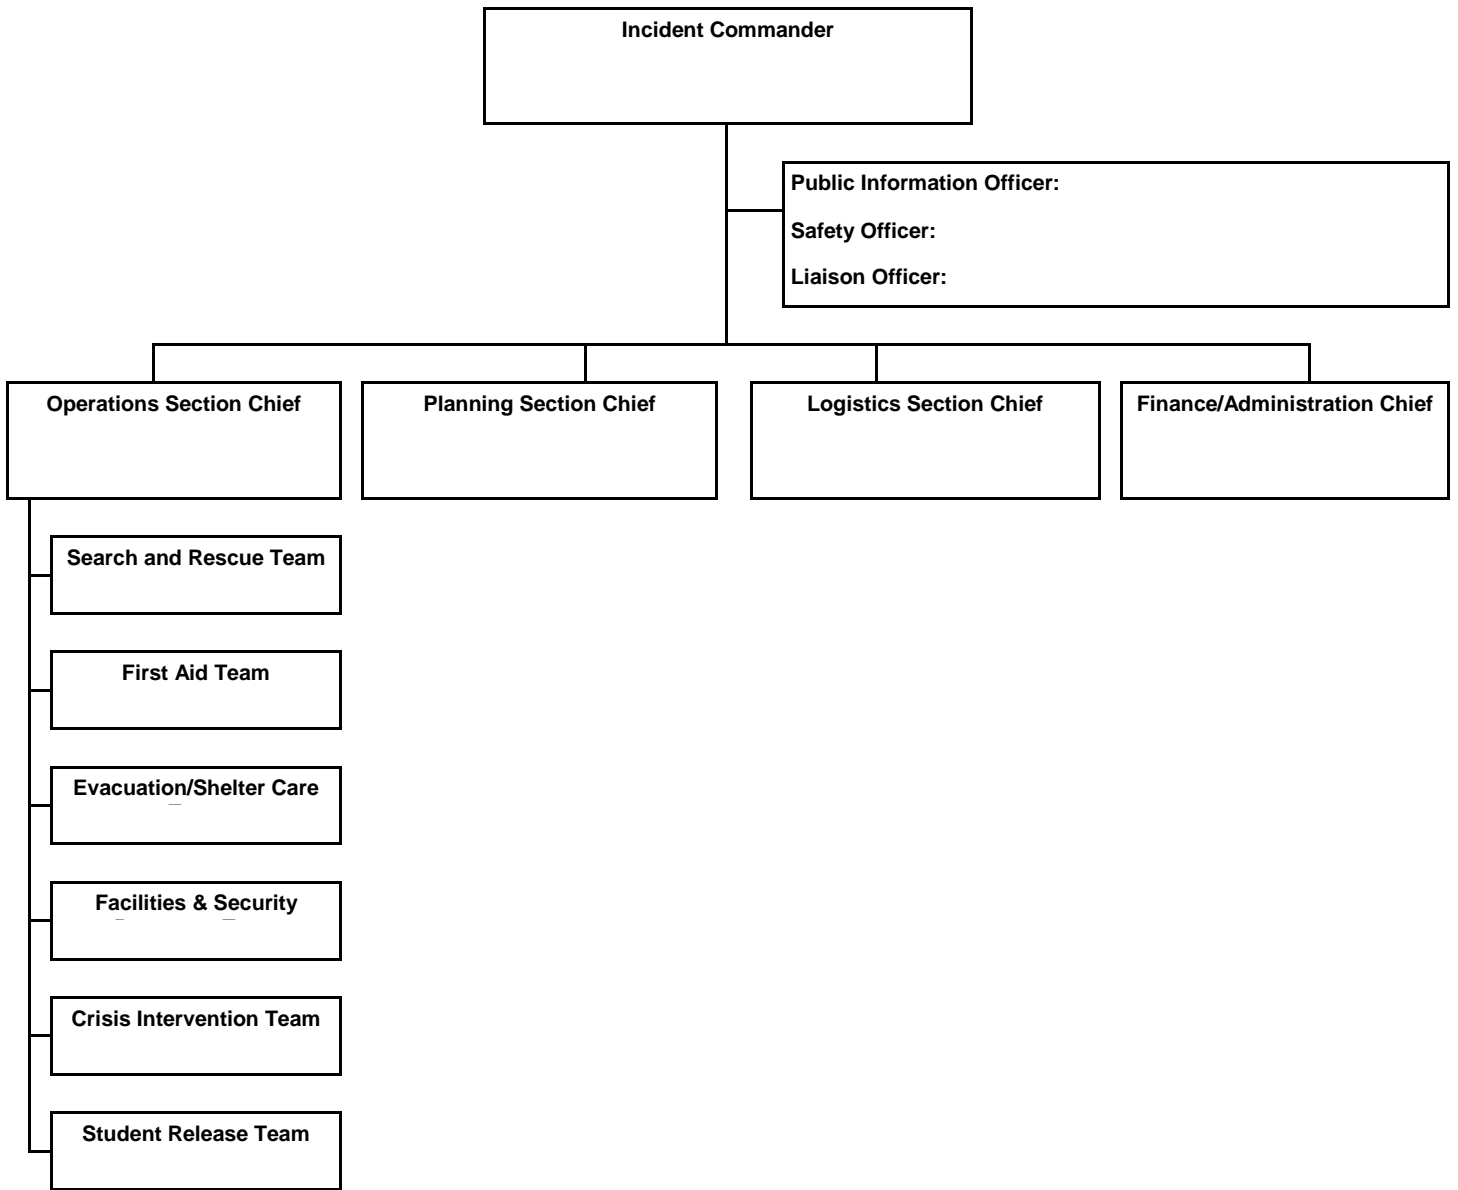 Incident Commander
Public Information Officer:
Safety Officer:
Liaison Officer:
Operations Section Chief
Planning Section Chief
Logistics Section Chief
Finance/Administration Chief
Search and Rescue Team
First Aid Team
Evacuation/Shelter Care
Facilities & Security
Crisis Intervention Team
Student Release Team